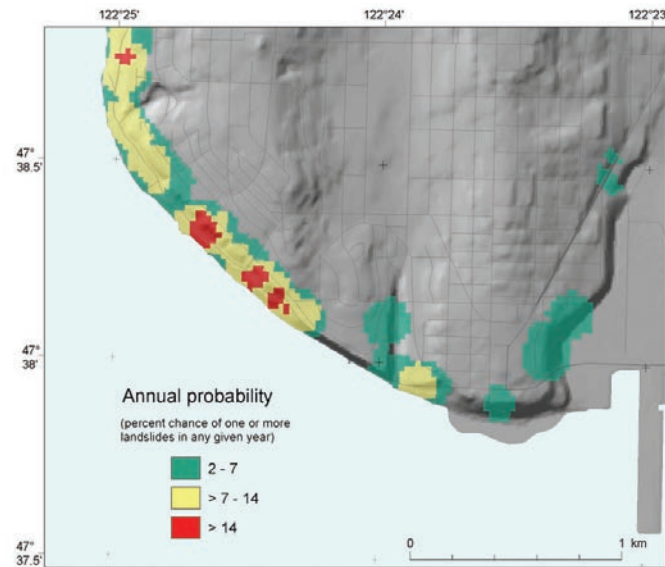 122°25' 122°24' 122°23'
47°
38.5'
47°
38'
Annual probability
(percent chance of one or more
landslides in any given year)
2 - 7
> 7 - 14
> 14
47°
37.5'
0 1 km